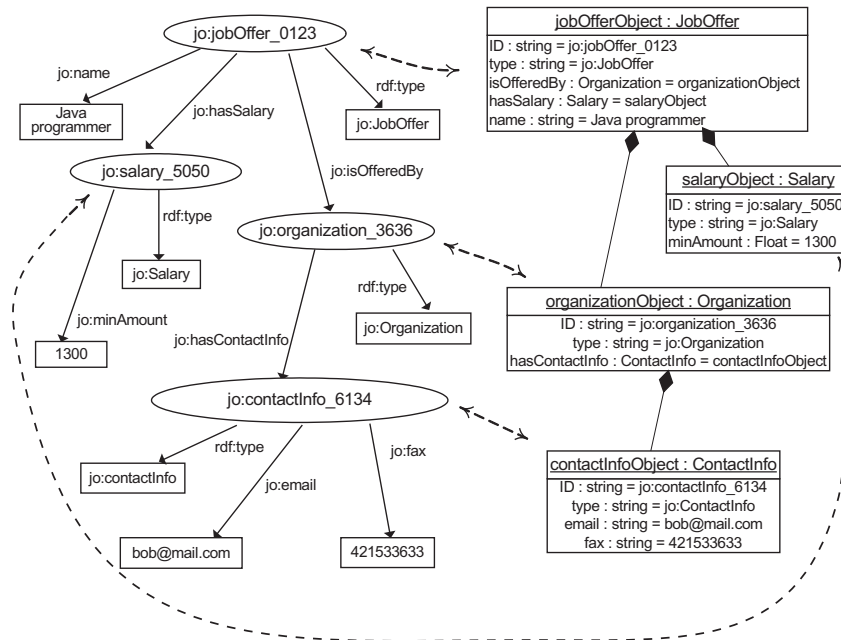 jo:jobOffer_0123
jo:name
rdf:type
Java
programmer
jo:hasSalary
jo:JobOffer
jo:isOfferedBy
jo:salary_5050
rdf:type
jo:Salary
jo:organization_3636
rdf:type
jo:minAmount
jo:Organization
jo:hasContactInfo
1300
jo:contactInfo_6134
rdf:type
jo:fax
jo:contactInfo
jo:email
bob@mail.com
421533633
jobOfferObject : JobOffer
ID : string = jo:jobOffer_0123
type : string = jo:JobOffer
isOfferedBy : Organization = organizationObject
hasSalary : Salary = salaryObject
name : string = Java programmer
salaryObject : Salary
ID : string = jo:salary_5050
type : string = jo:Salary
minAmount : Float = 1300
organizationObject : Organization
ID : string = jo:organization_3636
type : string = jo:Organization
hasContactInfo : ContactInfo = contactInfoObject
contactInfoObject : ContactInfo
ID : string = jo:contactInfo_6134
type : string = jo:ContactInfo
email : string = bob@mail.com
fax : string = 421533633